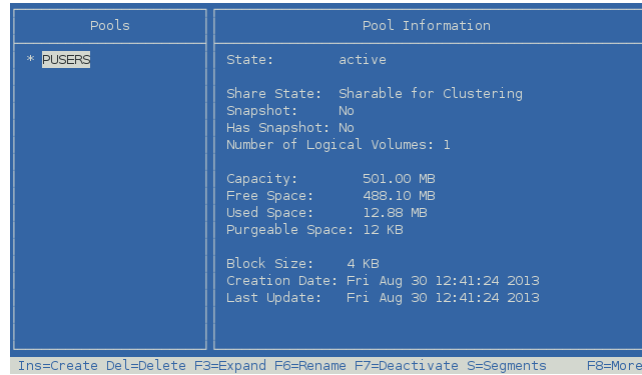 Pools
Pool Information
* PUSERS
State: active
Share State: Sharable for Clustering
Snapshot: No
Has Snapshot: No
Number of Logical Volumes: 1
Capacity: 501.00 MB
Free Space: 488.10 MB
Used Space: 12.88 MB
Purgeable Space: 12 KB
Block Size: 4 KB
Creation Date: Fri Aug 30 12:41:24 2013
Last Update: Fri Aug 30 12:41:24 2013
Ins=Create Del=Delete F3=Expand F6=Rename F7=Deactivate S=Segments F8=More